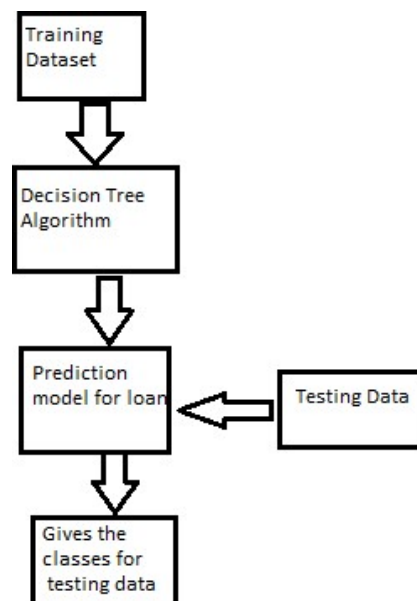 Training
Dataset
Decision Tree
Algorithm
Prediction
model for loan
Testing Data
Gives the
classes for
testing data